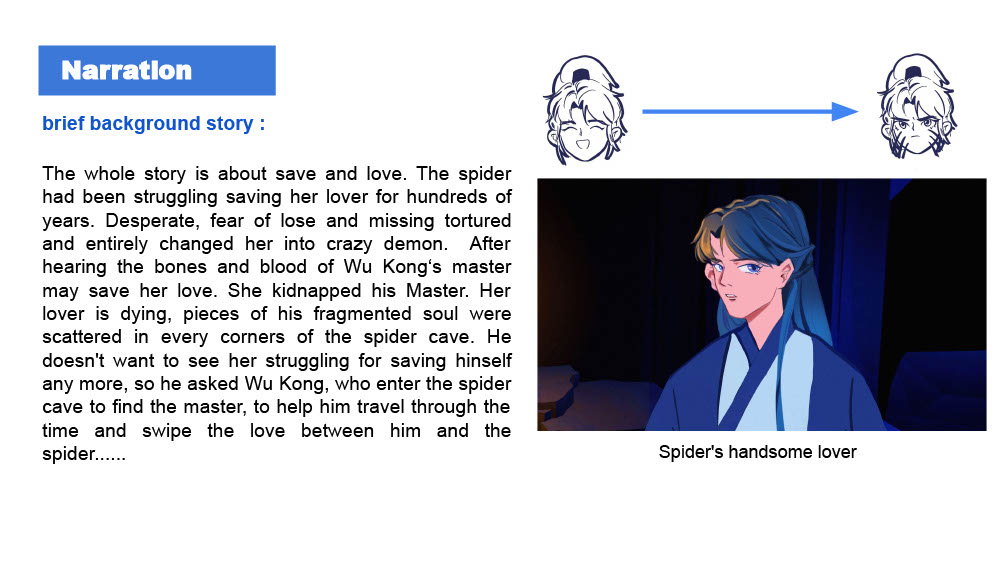 Narration
brief background story :
The whole story is about save and love. The spider
had been struggling saving her lover for hundreds of
years. Desperate, fear of lose and missing tortured
and entirely changed her into crazy demon.  After
hearing the bones and blood of Wu Kong‘s master
may save her love. She kidnapped his Master. Her
lover is dying, pieces of his fragmented soul were
scattered in every corners of the spider cave. He
doesn't want to see her struggling for saving hinself
any more, so he asked Wu Kong, who enter the spider
cave to find the master, to help him travel through the
time and swipe the love between him and the
spider......
Spider's handsome lover